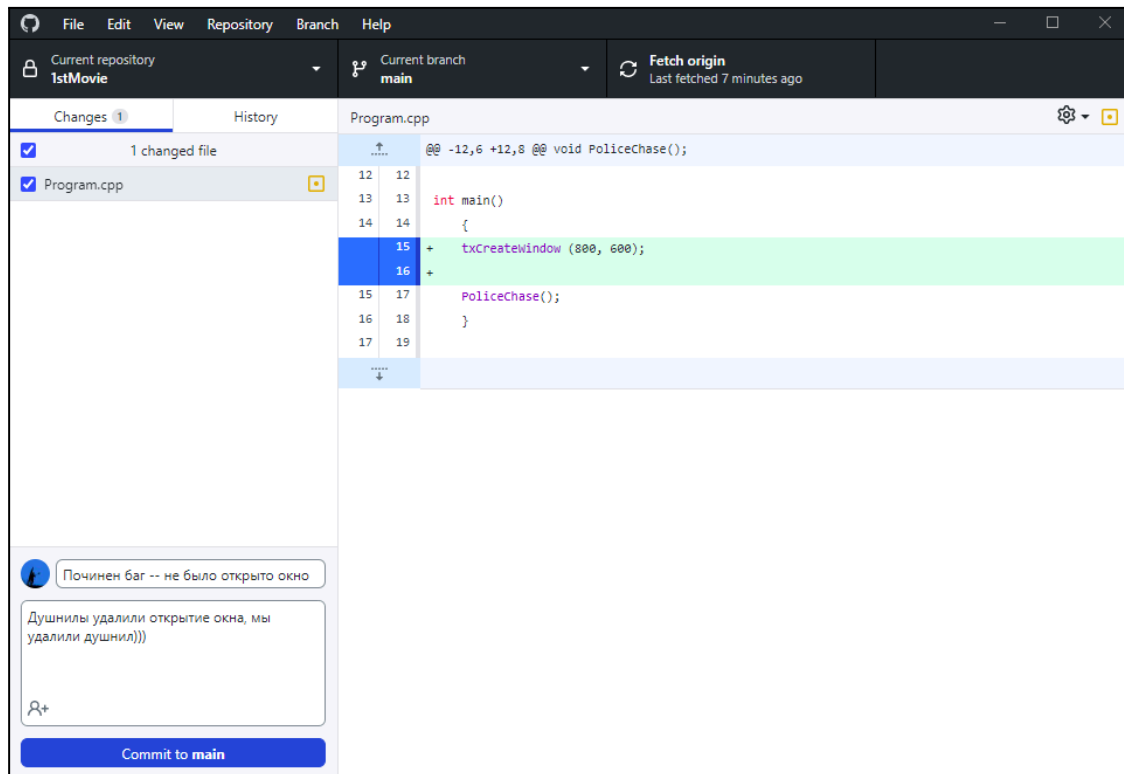 File Edit View Repository Branch Help
Current repository
1stMovie
Current branch
main
Fetch origin
Last fetched 7 minutes ago
Changes 1 History
1 changed file
Program.cpp
Program.cpp
@@ -12,6 +12,8 @@ void PoliceChase();
12 12
13 13 int main()
14 14 {
15 + txCreateWindow (800, 600);
16 +
15 17 PoliceChase();
16 18 }
17 19
Починен баг -- не было открыто окно
Душнилы удалили открытие окна, мы
удалили душнил)))
Commit to main